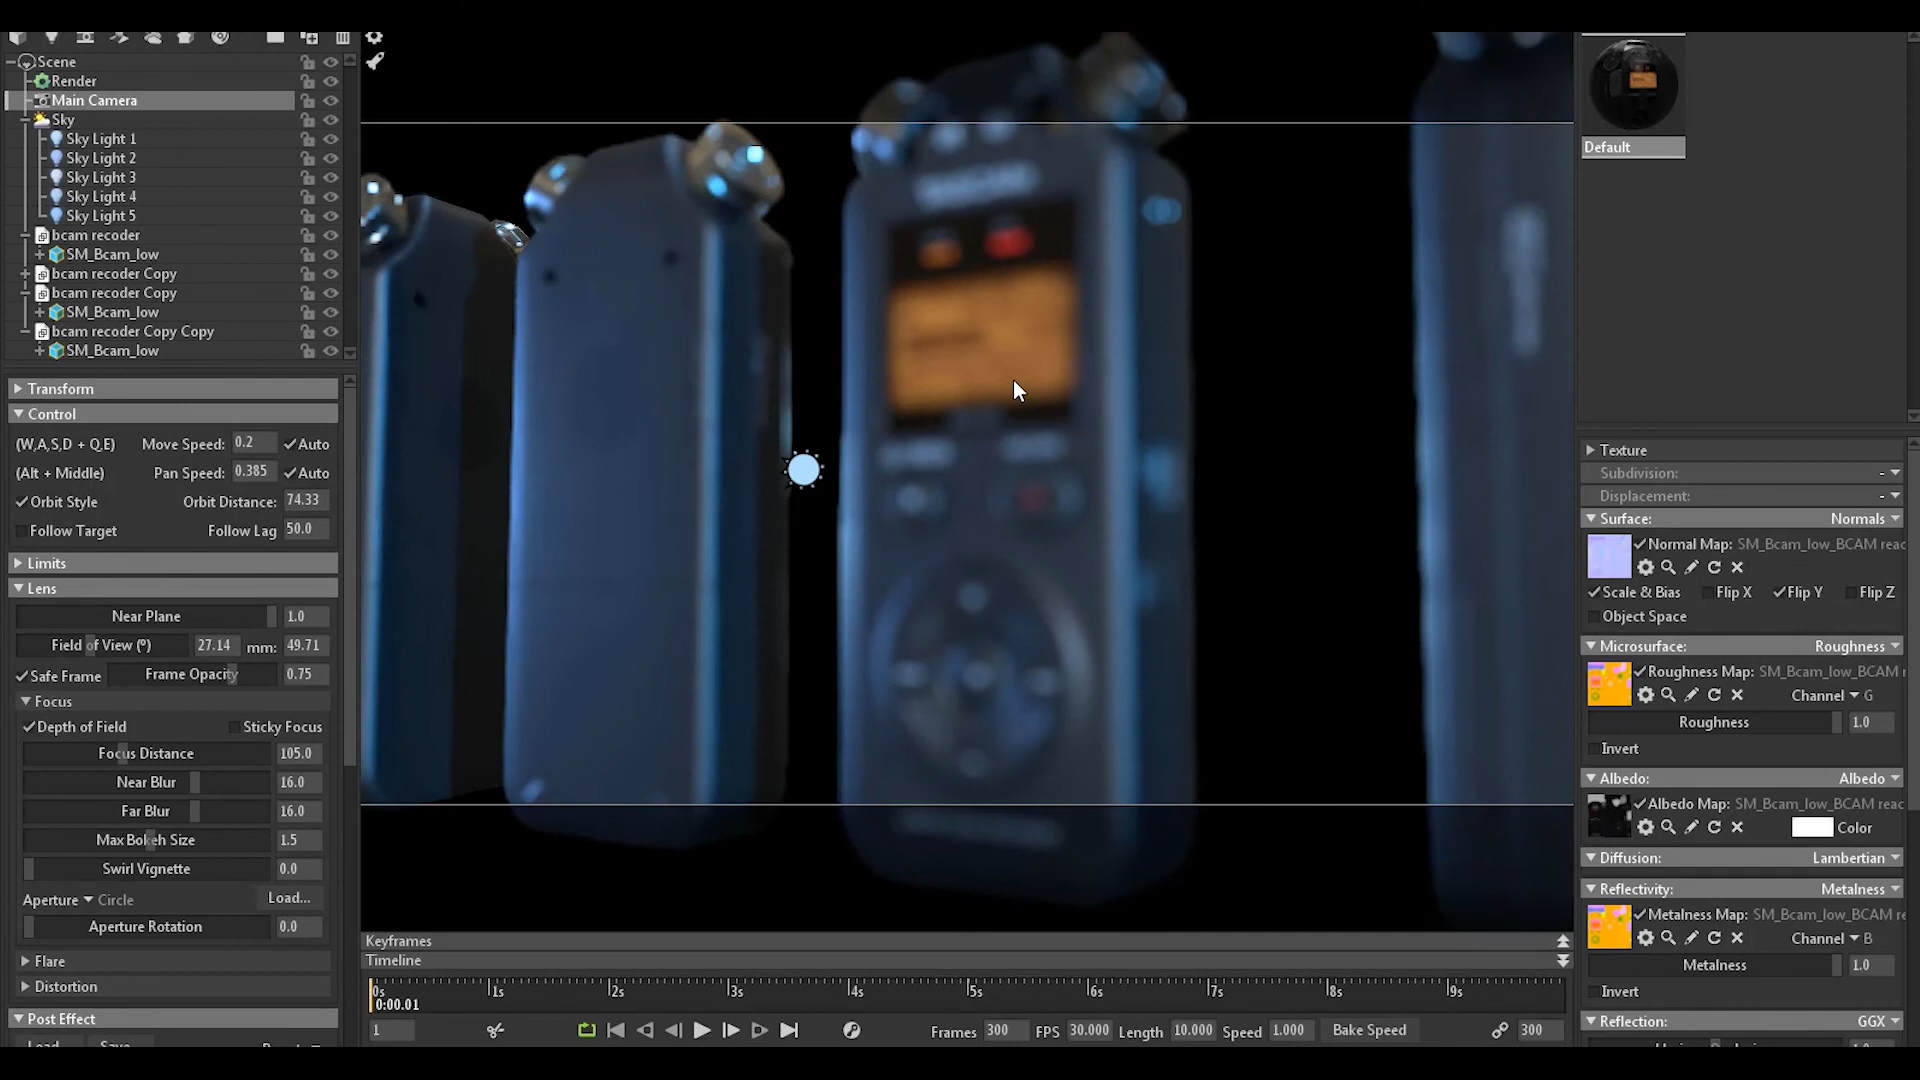 Scene
Render
Main Camera
Sky
Sky Light 1
Sky Light 2
Sky Light 3
Sky Light 4
Sky Light 5
bcam recoder
SM_Bcam_low
bcam recoder Copy
bcam recoder Copy
SM_Bcam_low
bcam recoder Copy Copy
SM_Bcam_low
Transform
Control
(W,A,S,D + Q,E) Move Speed: 0.2 Auto
(Alt + Middle) Pan Speed: 0.385 Auto
Orbit Style Orbit Distance: 74.33
Follow Target Follow Lag 50.0
Limits
Lens
Near Plane 1.0
Field of View (º) 27.14 mm: 49.71
Safe Frame Frame Opacity 0.75
Focus
Depth of Field Sticky Focus
Focus Distance 105.0
Near Blur 16.0
Far Blur 16.0
Max Bokeh Size 1.5
Swirl Vignette 0.0
Aperture Circle Load...
Aperture Rotation 0.0
Flare
Distortion
Post Effect
Keyframes
Timeline
0s 1s 2s 3s 4s 5s 6s 7s 8s 9s
0:00.01
1 Frames 300 FPS 30.000 Length 10.000 Speed 1.000 Bake Speed 300
Default
Texture
Subdivision: -
Displacement: -
Surface: Normals
Normal Map: SM_Bcam_low_BCAM reac
Scale & Bias Flip X Flip Y Flip Z
Object Space
Microsurface: Roughness
Roughness Map: SM_Bcam_low_BCAM r
Channel G
Roughness 1.0
Invert
Albedo: Albedo
Albedo Map: SM_Bcam_low_BCAM reac
Color
Diffusion: Lambertian
Reflectivity: Metalness
Metalness Map: SM_Bcam_low_BCAM re
Channel B
Metalness 1.0
Invert
Reflection: GGX